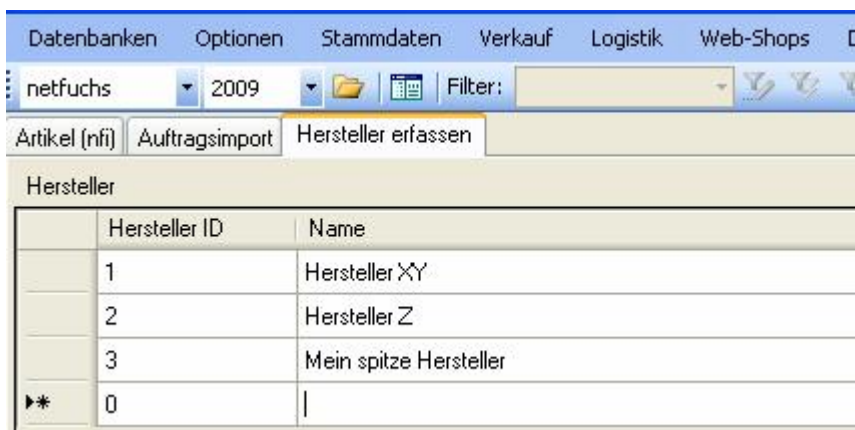 Datenbanken Optionen Stammdaten Verkauf Logistik Web-Shops
netfuchs 2009 Filter:
Artikel (nfi) Auftragsimport Hersteller erfassen
Hersteller
Hersteller ID Name
1 Hersteller XY
2 Hersteller Z
3 Mein spitze Hersteller
0